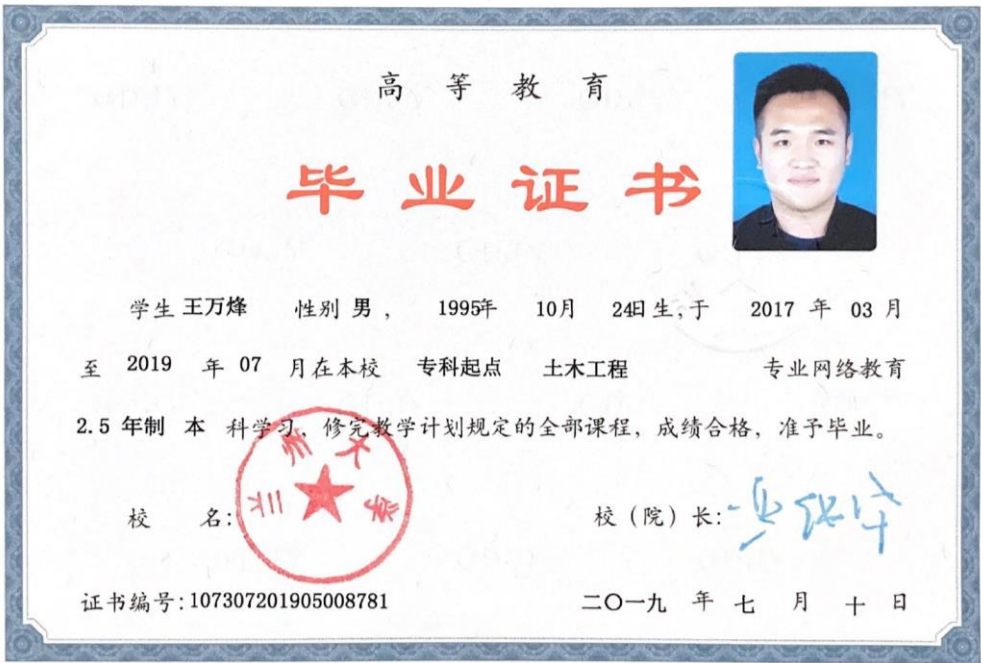 高等教育
毕业证书
学生 王万烽 性别 男， 1995年 10月 24日生，于 2017 年 03 月
至 2019 年 07 月在本校 专科起点 土木工程 专业网络教育
2.5 年制 本 科学习，修完教学计划规定的全部课程，成绩合格，准予毕业。
兰州大学
校 名： 校（院）长：
证书编号：107307201905008781 二〇一九 年 七 月 十 日